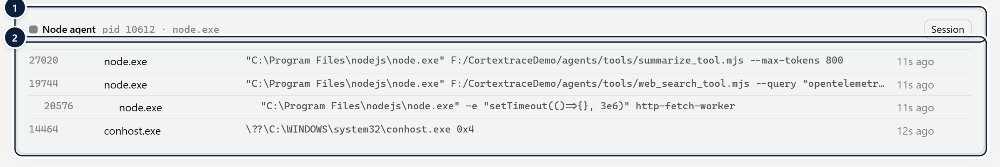 1
Node agent pid 10612 · node.exe Session
2
27020 node.exe "C:\Program Files\nodejs\node.exe" F:/CortextraceDemo/agents/tools/summarize_tool.mjs --max-tokens 800 11s ago
19744 node.exe "C:\Program Files\nodejs\node.exe" F:/CortextraceDemo/agents/tools/web_search_tool.mjs --query "opentelemetr… 11s ago
20576 node.exe "C:\Program Files\nodejs\node.exe" -e "setTimeout(()=>{}, 3e6)" http-fetch-worker 11s ago
14464 conhost.exe \??\C:\WINDOWS\system32\conhost.exe 0x4 12s ago